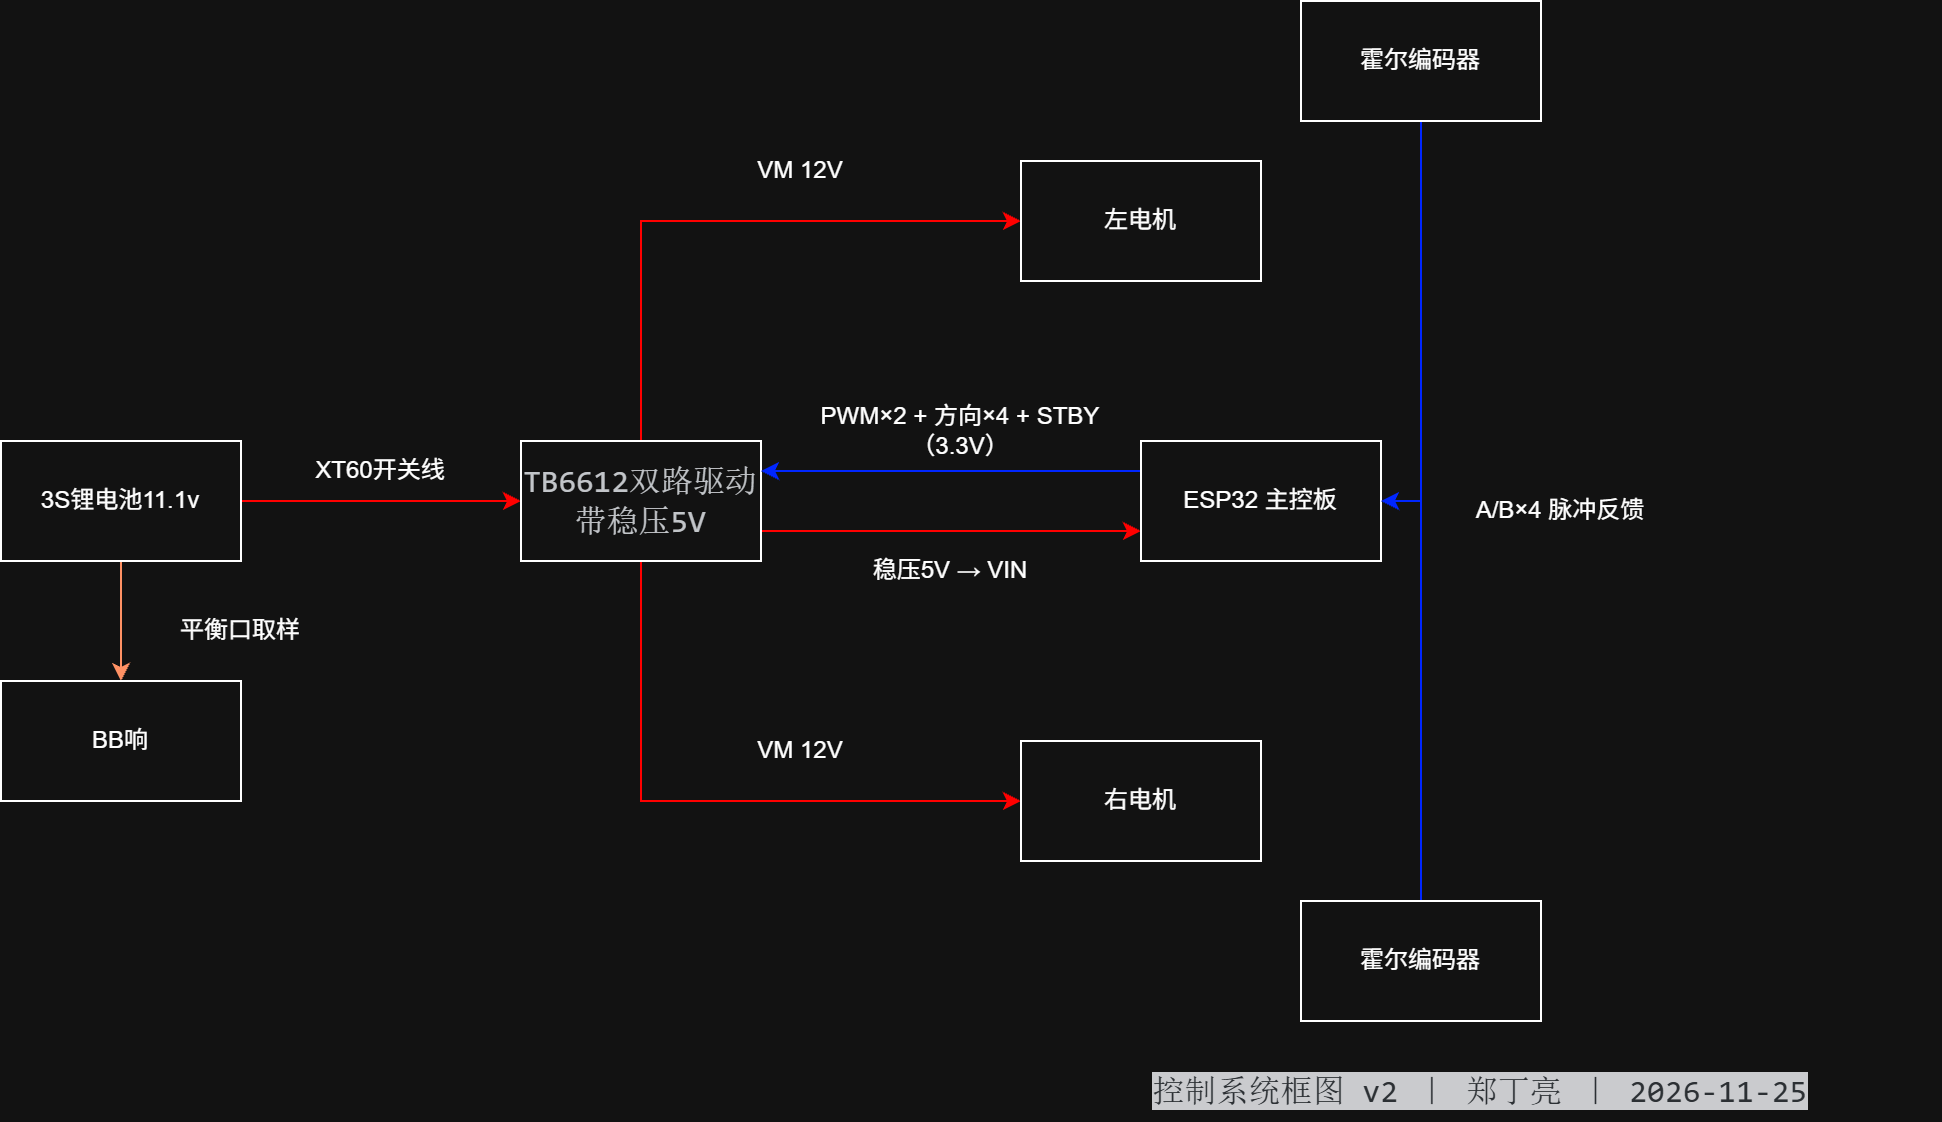 霍尔编码器
VM 12V
左电机
PWM×2 + 方向×4 + STBY
（3.3V）
XT60开关线
3S锂电池11.1v
TB6612双路驱动
带稳压5V
ESP32 主控板
A/B×4 脉冲反馈
稳压5V → VIN
平衡口取样
BB响
VM 12V
右电机
霍尔编码器
控制系统框图 v2 ｜ 郑丁亮 ｜ 2026-11-25